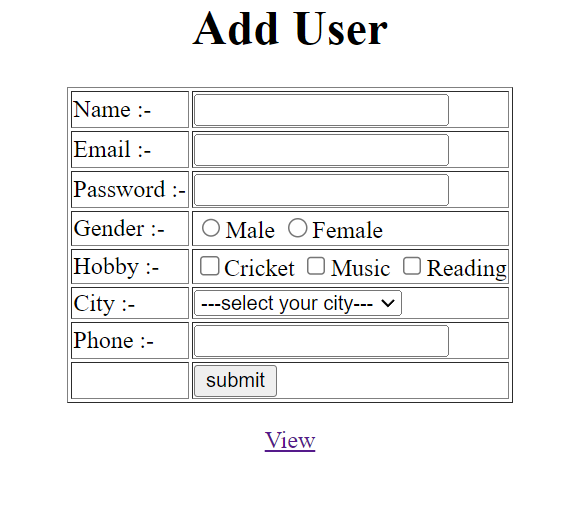 Add User
Name :-
Email :-
Password :-
Gender :- Male Female
Hobby :- Cricket Music Reading
City :- ---select your city---
Phone :-
submit
View